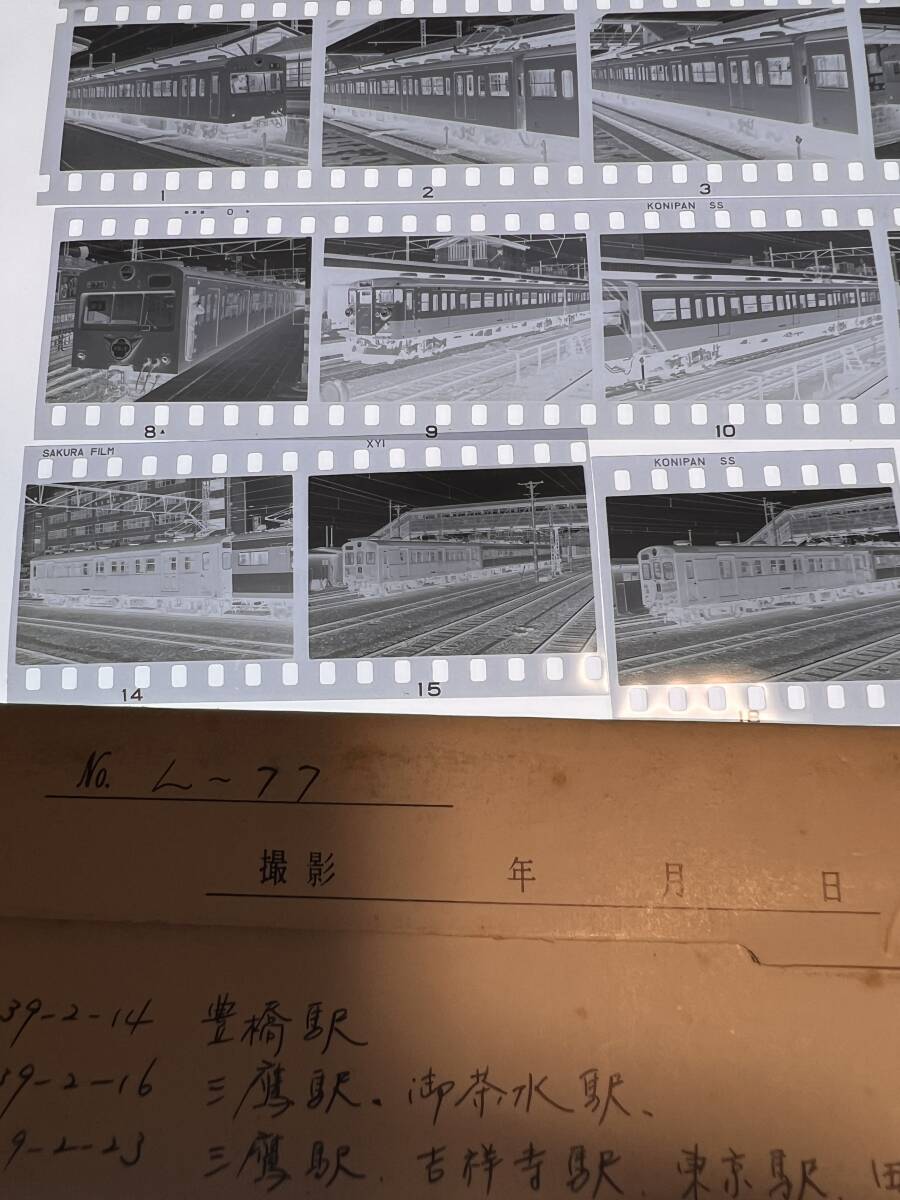 1 2 3
KONIPAN SS
8 9 10
SAKURA FILM XYI KONIPAN SS
14 15
No. L-77
撮影 年 月 日
39-2-14 豊橋駅
39-2-16 三鷹駅、御茶水駅、
9-2-23 三鷹駅、吉祥寺駅、東京駅